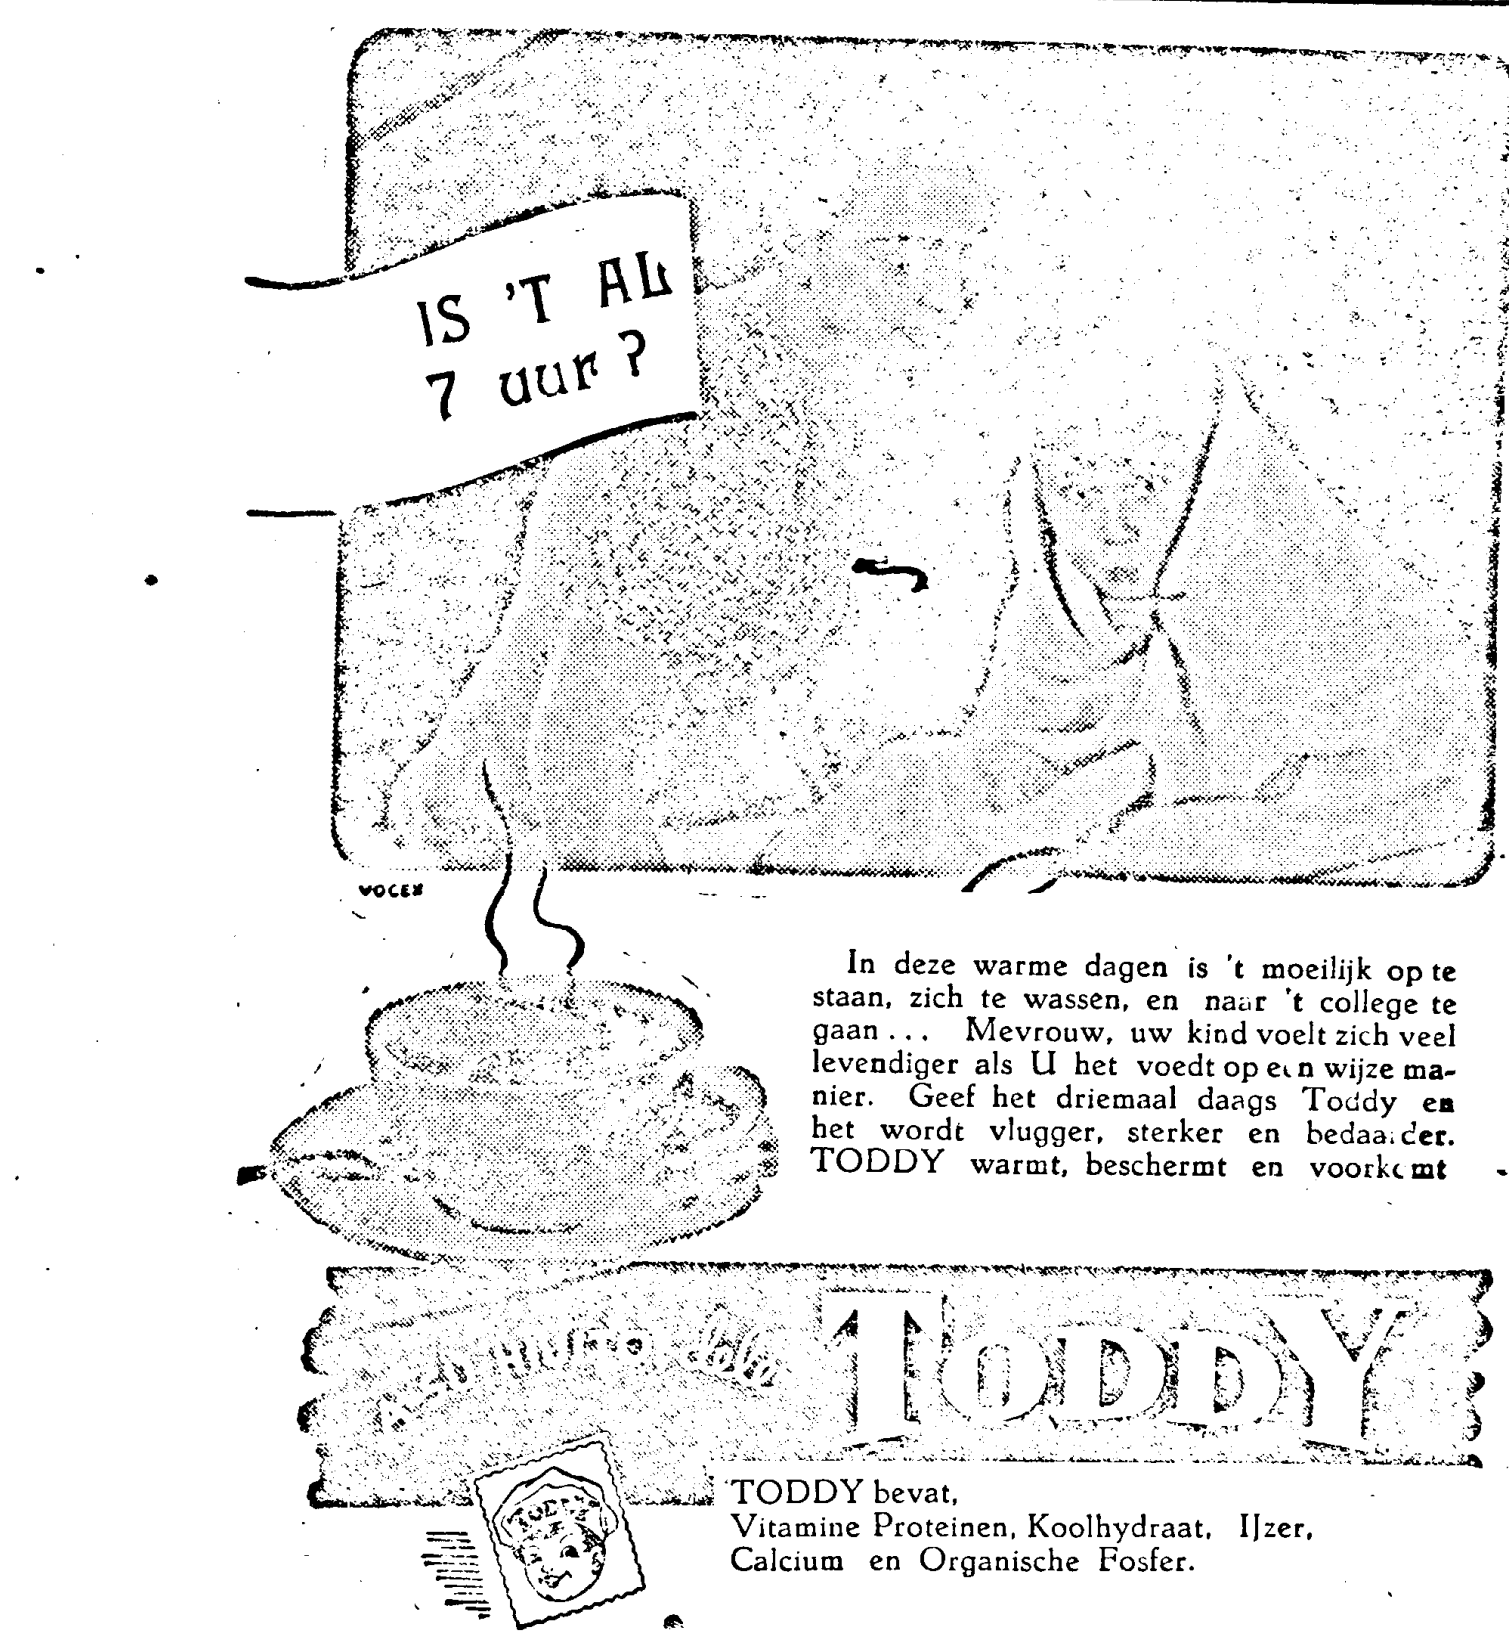 IS 'T AL
7 uur?
VOCEX
In deze warme dagen is 't moeilijk op te
staan, zich te wassen, en naar 't college te
gaan... Mevrouw, uw kind voelt zich veel
levendiger als U het voedt op een wijze ma-
nier. Geef het driemaal daags Toddy en
het wordt vlugger, sterker en bedaarder.
TODDY warmt, beschermt en voorkomt
TODDY
TODDY
TODDY bevat,
Vitamine Proteinen, Koolhydraat, IJzer,
Calcium en Organische Fosfer.